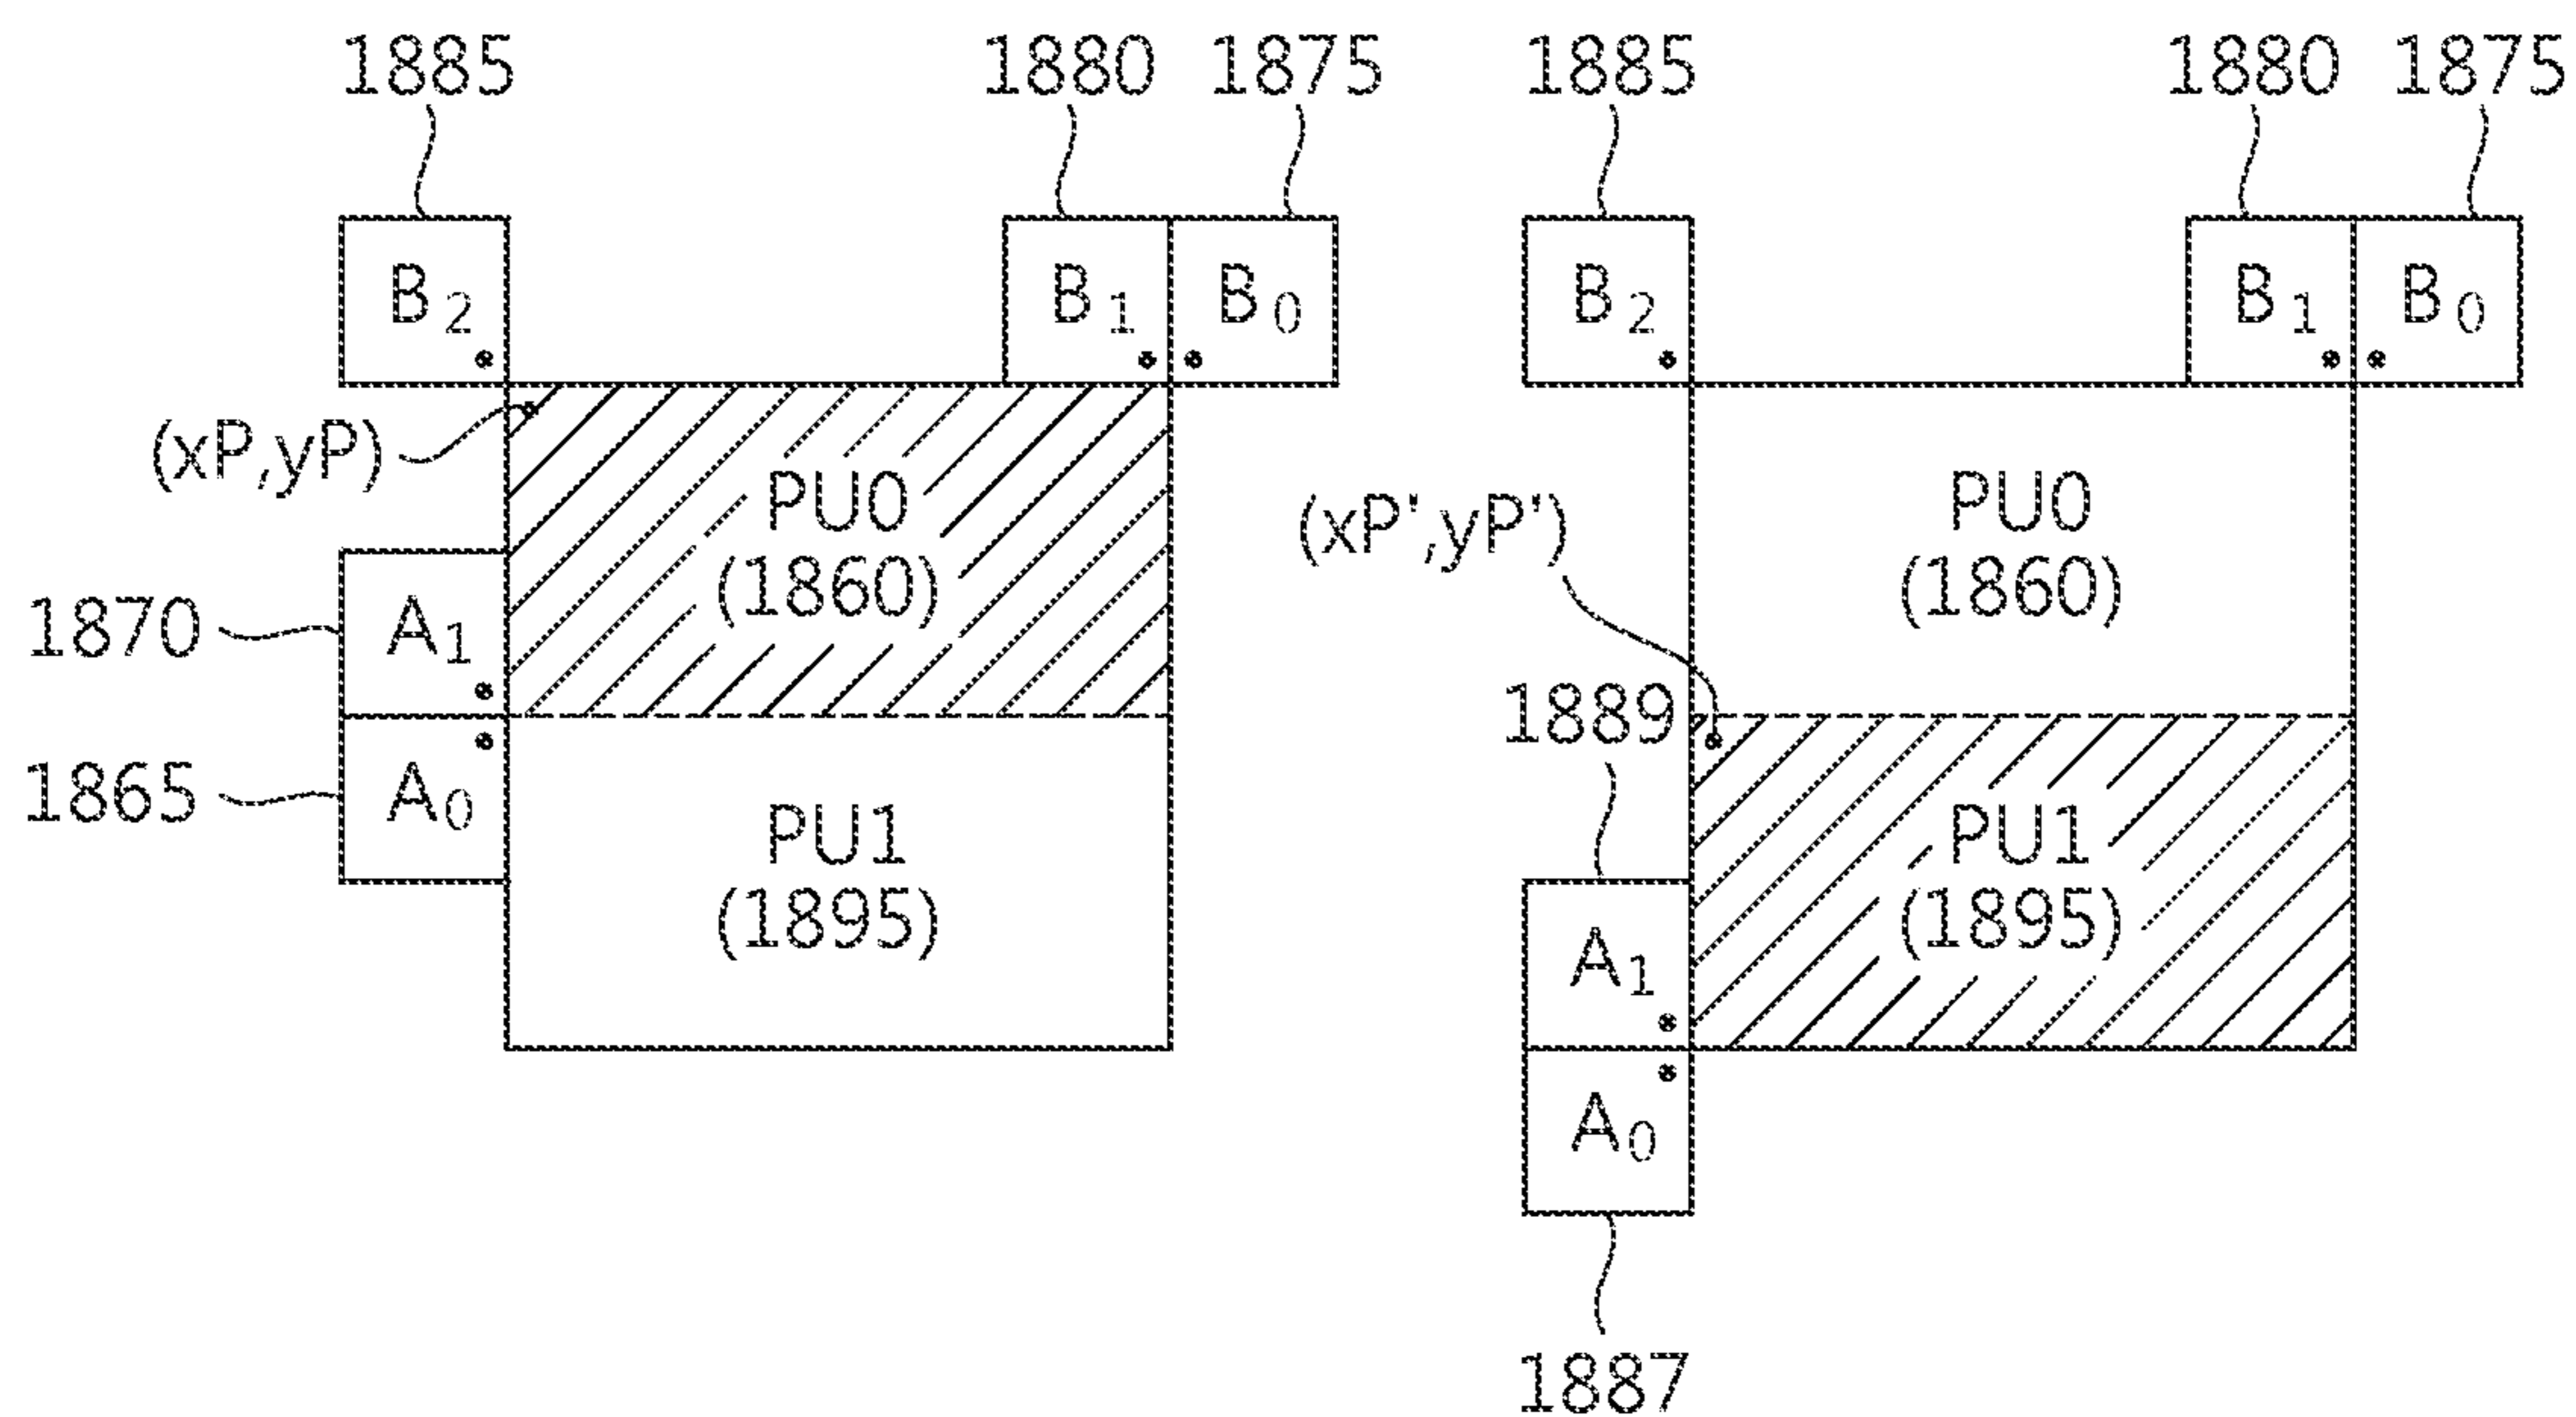 1885 1880 1875 1885 1880 1875
B2 B1 B0 B2 B1 B0
(xP,yP)
PU0
(1860)
1870 A1
1865 A0
PU1
(1895)
(xP',yP')
PU0
(1860)
1889
PU1
(1895)
A1
A0
1887